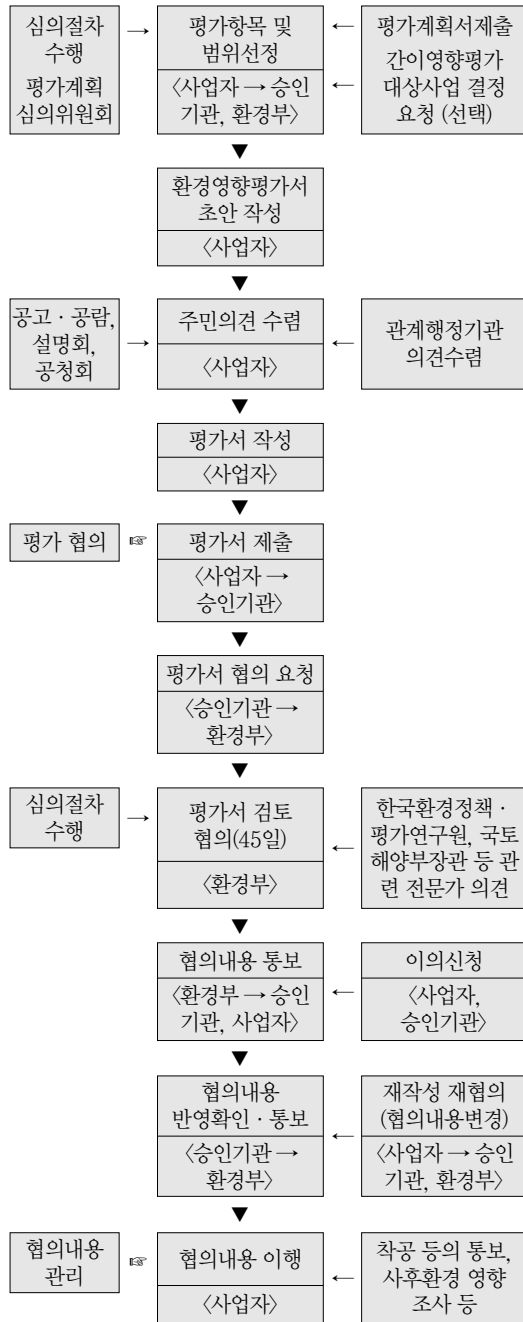 심의절차
수행
평가계획
심의위원회
→
평가항목 및
범위선정
〈사업자 → 승인
기관, 환경부〉
←
←
평가계획서제출
간이영향평가
대상사업 결정
요청 (선택)
▼
환경영향평가서
초안 작성
〈사업자〉
▼
공고 · 공람,
설명회,
공청회
→
주민의견 수렴
〈사업자〉
←
관계행정기관
의견수렴
▼
평가서 작성
〈사업자〉
▼
평가 협의
☞
평가서 제출
〈사업자 →
승인기관〉
▼
평가서 협의 요청
〈승인기관 →
환경부〉
▼
심의절차
수행
→
평가서 검토
협의(45일)
〈환경부〉
←
한국환경정책 ·
평가연구원, 국토
해양부장관 등 관
련 전문가 의견
▼
협의내용 통보
〈환경부 → 승인
기관, 사업자〉
←
이의신청
〈사업자,
승인기관〉
▼
협의내용
반영확인 · 통보
〈승인기관 →
환경부〉
←
재작성 재협의
(협의내용변경)
〈사업자 → 승인
기관, 환경부〉
▼
협의내용
관리
☞
협의내용 이행
〈사업자〉
←
착공 등의 통보,
사후환경 영향
조사 등